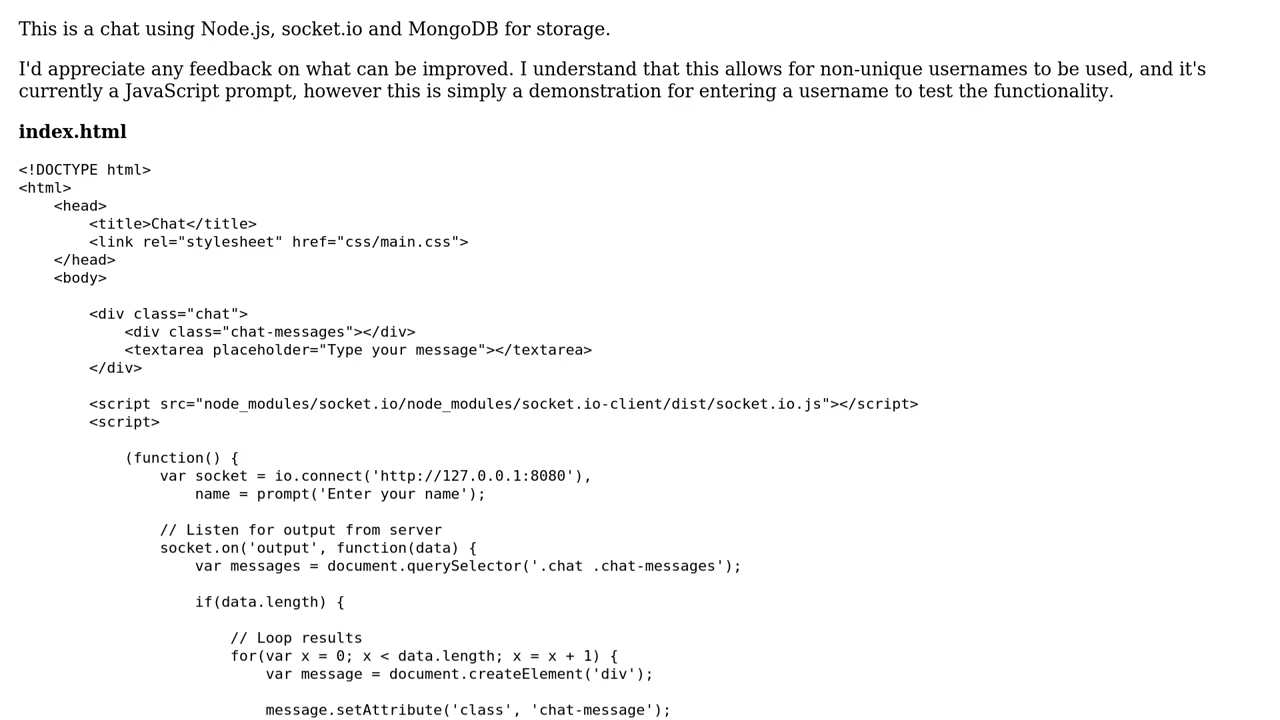 This is a chat using Node.js, socket.io and MongoDB for storage.
I'd appreciate any feedback on what can be improved. I understand that this allows for non-unique usernames to be used, and it's
currently a JavaScript prompt, however this is simply a demonstration for entering a username to test the functionality.
index.html
<!DOCTYPE html>
<html>
    <head>
        <title>Chat</title>
        <link rel="stylesheet" href="css/main.css">
    </head>
    <body>

        <div class="chat">
            <div class="chat-messages"></div>
            <textarea placeholder="Type your message"></textarea>
        </div>

        <script src="node_modules/socket.io/node_modules/socket.io-client/dist/socket.io.js"></script>
        <script>

            (function() {
                var socket = io.connect('http://127.0.0.1:8080'),
                    name = prompt('Enter your name');

                // Listen for output from server
                socket.on('output', function(data) {
                    var messages = document.querySelector('.chat .chat-messages');

                    if(data.length) {

                        // Loop results
                        for(var x = 0; x < data.length; x = x + 1) {
                            var message = document.createElement('div');

                            message.setAttribute('class', 'chat-message');